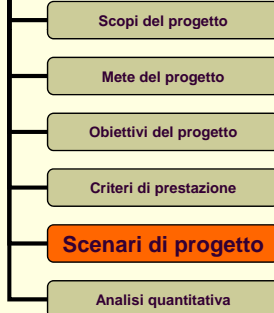 Scopi del progetto
Mete del progetto
Obiettivi del progetto
Criteri di prestazione
Scenari di progetto
Analisi quantitativa